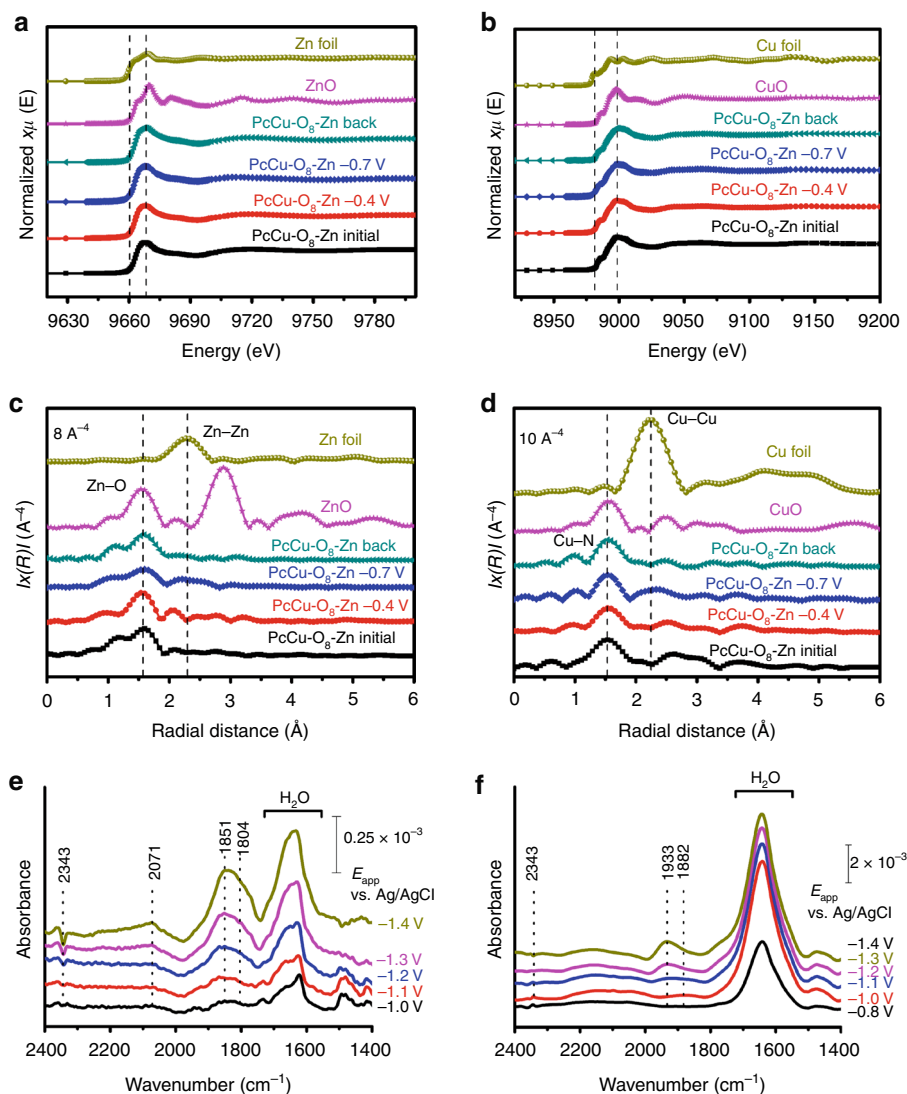 a
Zn foil
ZnO
PcCu-O8-Zn back
PcCu-O8-Zn −0.7 V
PcCu-O8-Zn −0.4 V
PcCu-O8-Zn initial
Normalized xμ (E)
9630 9660 9690 9720 9750 9780
Energy (eV)
b
Cu foil
CuO
PcCu-O8-Zn back
PcCu-O8-Zn −0.7 V
PcCu-O8-Zn −0.4 V
PcCu-O8-Zn initial
Normalized xμ (E)
8950 9000 9050 9100 9150 9200
Energy (eV)
c
8 A−4
Zn–Zn
Zn foil
Zn–O
ZnO
PcCu-O8-Zn back
PcCu-O8-Zn −0.7 V
PcCu-O8-Zn −0.4 V
PcCu-O8-Zn initial
Ix(R)/ (A−4)
0 1 2 3 4 5 6
Radial distance (Å)
d
10 A−4
Cu–Cu
Cu foil
CuO
Cu–N
PcCu-O8-Zn back
PcCu-O8-Zn −0.7 V
PcCu-O8-Zn −0.4 V
PcCu-O8-Zn initial
Ix(R)/ (A−4)
0 1 2 3 4 5 6
Radial distance (Å)
e
H2O
2343
2071
1851
1804
0.25 × 10−3
Eapp
vs. Ag/AgCl
−1.4 V
−1.3 V
−1.2 V
−1.1 V
−1.0 V
Absorbance
2400 2200 2000 1800 1600 1400
Wavenumber (cm−1)
f
H2O
2343
1933
1882
2 × 10−3
Eapp
vs. Ag/AgCl
−1.4 V
−1.3 V
−1.2 V
−1.1 V
−1.0 V
−0.8 V
Absorbance
2400 2200 2000 1800 1600 1400
Wavenumber (cm−1)